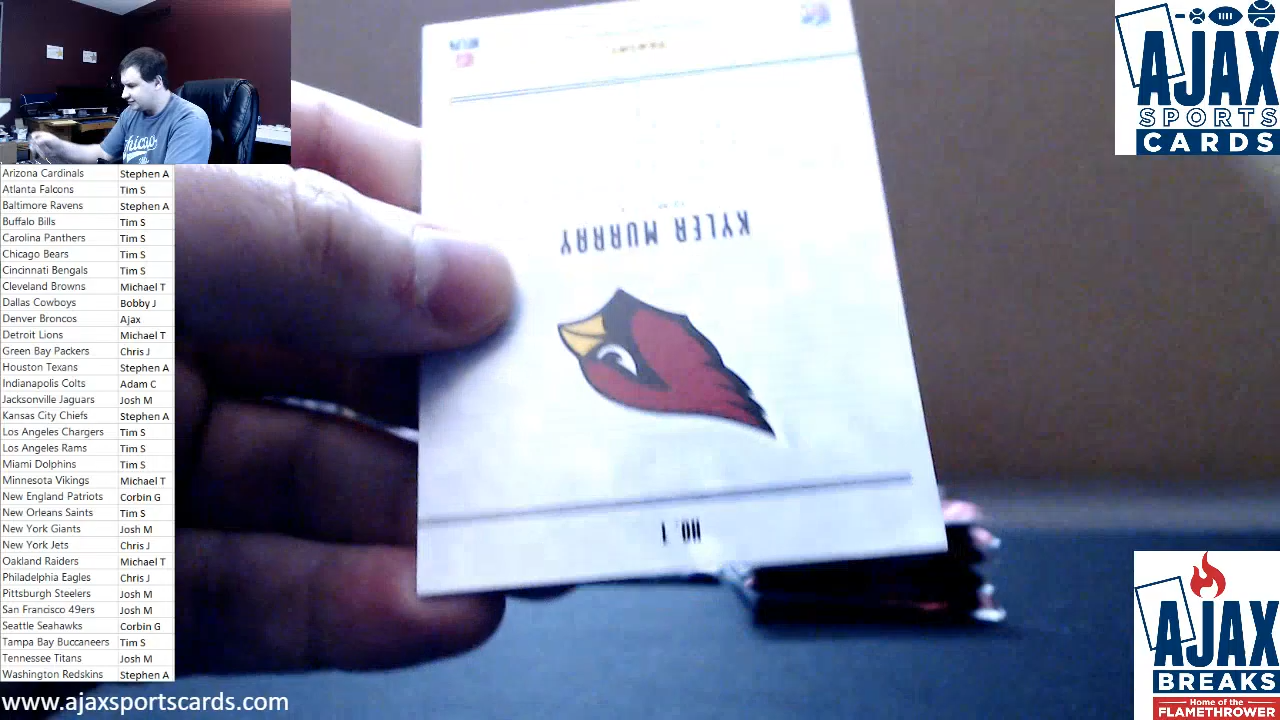 AJAX
SPORTS
CARDS
chicago
KYLER MURRAY
NO. 1
Arizona Cardinals Stephen A
Atlanta Falcons Tim S
Baltimore Ravens Stephen A
Buffalo Bills Tim S
Carolina Panthers Tim S
Chicago Bears Tim S
Cincinnati Bengals Tim S
Cleveland Browns Michael T
Dallas Cowboys Bobby J
Denver Broncos Ajax
Detroit Lions Michael T
Green Bay Packers Chris J
Houston Texans Stephen A
Indianapolis Colts Adam C
Jacksonville Jaguars Josh M
Kansas City Chiefs Stephen A
Los Angeles Chargers Tim S
Los Angeles Rams Tim S
Miami Dolphins Tim S
Minnesota Vikings Michael T
New England Patriots Corbin G
New Orleans Saints Tim S
New York Giants Josh M
New York Jets Chris J
Oakland Raiders Michael T
Philadelphia Eagles Chris J
Pittsburgh Steelers Josh M
San Francisco 49ers Josh M
Seattle Seahawks Corbin G
Tampa Bay Buccaneers Tim S
Tennessee Titans Josh M
Washington Redskins Stephen A
www.ajaxsportscards.com
AJAX
BREAKS
Home of the
FLAMETHROWER